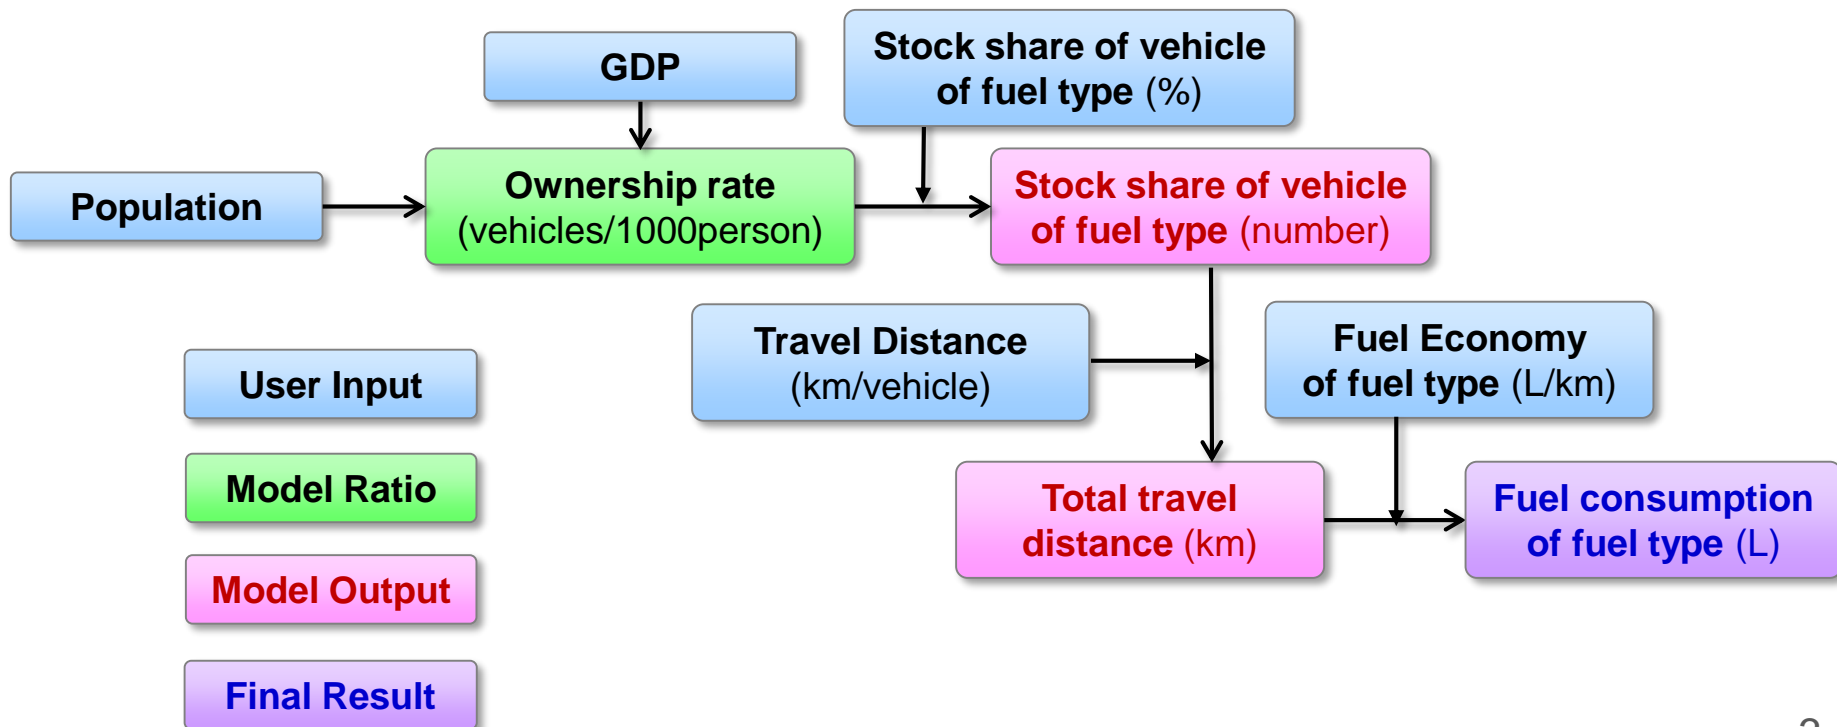 GDP
Stock share of vehicle
of fuel type (%)
Population
Ownership rate
(vehicles/1000person)
Stock share of vehicle
of fuel type (number)
Travel Distance
(km/vehicle)
Fuel Economy
of fuel type (L/km)
Total travel
distance (km)
Fuel consumption
of fuel type (L)
User Input
Model Ratio
Model Output
Final Result